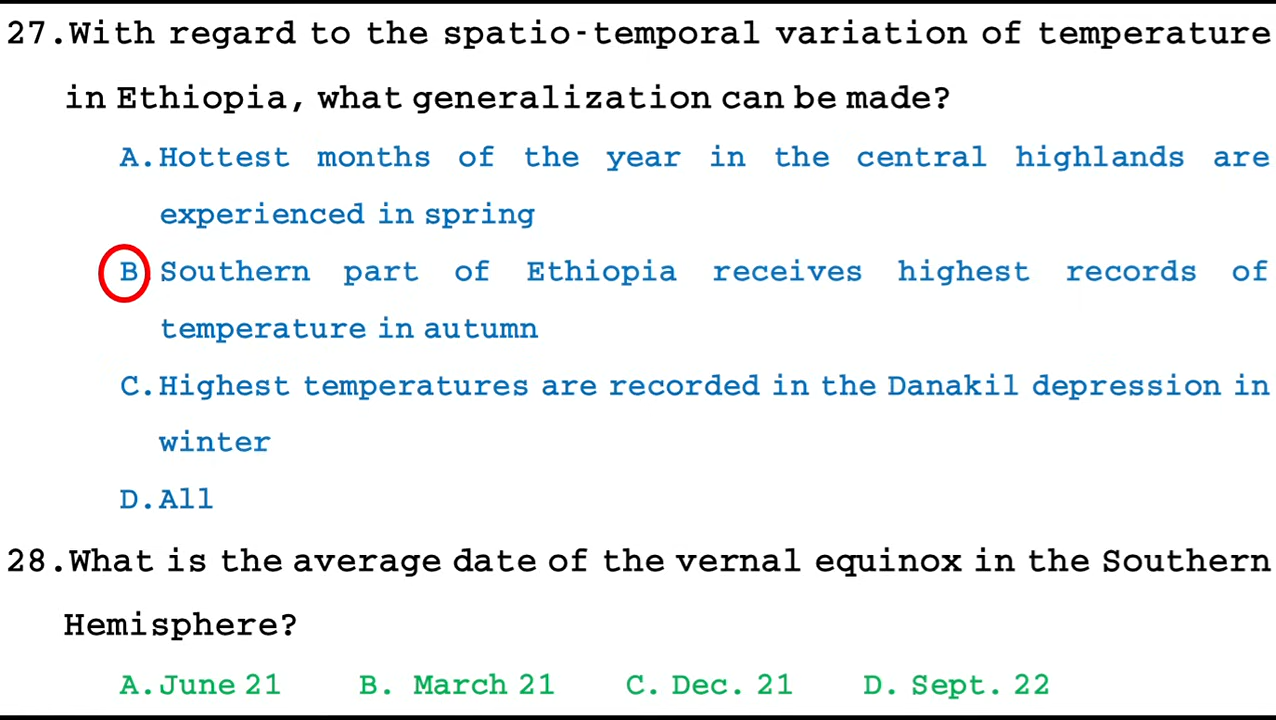 27.With regard to the spatio-temporal variation of temperature
in Ethiopia, what generalization can be made?
A.Hottest months of the year in the central highlands are
experienced in spring
B Southern part of Ethiopia receives highest records of
temperature in autumn
C.Highest temperatures are recorded in the Danakil depression in
winter
D.All
28.What is the average date of the vernal equinox in the Southern
Hemisphere?
A.June 21 B. March 21 C. Dec. 21 D. Sept. 22